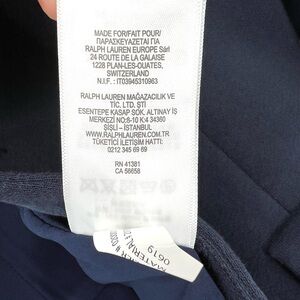 MADE FOR/FAIT POUR/
ΠΑΡΑΣΚΕΥΑΖΕΤΑΙ ΓΙΑ
RALPH LAUREN EUROPE Sàrl
24 ROUTE DE LA GALAISE
1228 PLAN-LES-OUATES,
SWITZERLAND
N.I.F. : IT03945310963
RALPH LAUREN MAĞAZACILIK VE
TİC. LTD. ŞTİ
ESENTEPE KASAP SOK. ALTINAY İŞ
MERKEZİ NO:8-10 K:4 34360
ŞİŞLİ – İSTANBUL
WWW.RALPHLAUREN.COM.TR
TÜKETİCİ İLETİŞİM HATTI:
0212 345 69 69
RN 41381
CA 56658
MATERIAL#
0619